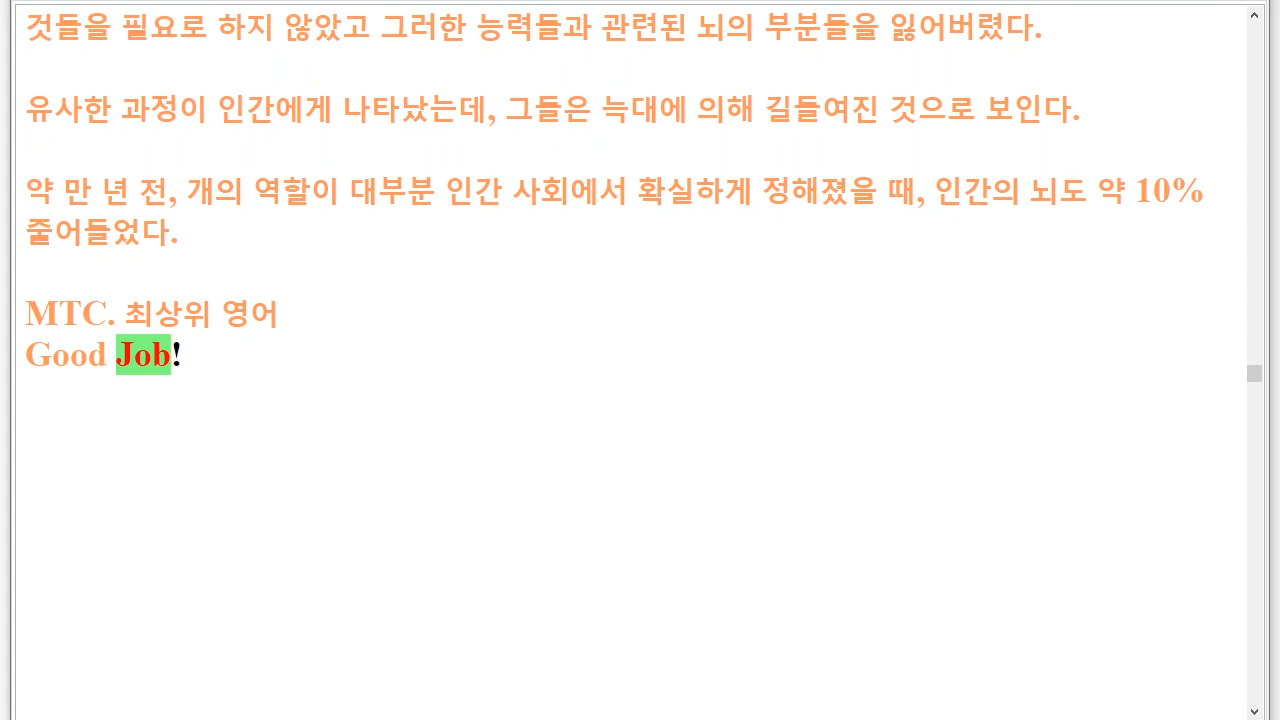 것들을 필요로 하지 않았고 그러한 능력들과 관련된 뇌의 부분들을 잃어버렸다.
유사한 과정이 인간에게 나타났는데, 그들은 늑대에 의해 길들여진 것으로 보인다.
약 만 년 전, 개의 역할이 대부분 인간 사회에서 확실하게 정해졌을 때, 인간의 뇌도 약 10%
줄어들었다.
MTC. 최상위 영어
Good Job!